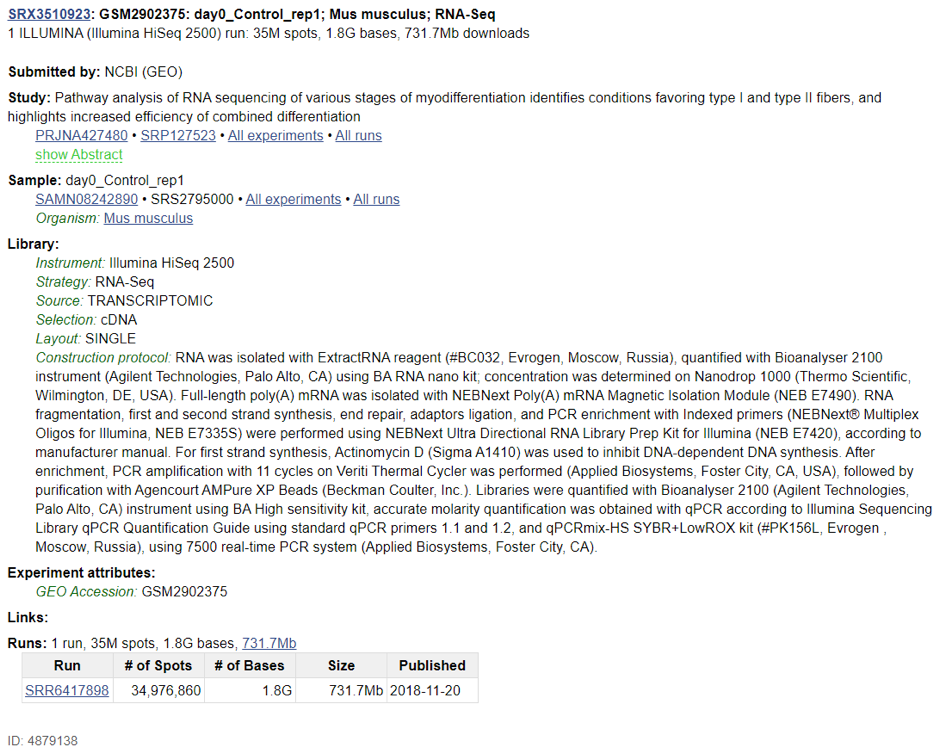 SRX3510923: GSM2902375: day0_Control_rep1; Mus musculus; RNA-Seq
1 ILLUMINA (Illumina HiSeq 2500) run: 35M spots, 1.8G bases, 731.7Mb downloads
Submitted by: NCBI (GEO)
Study: Pathway analysis of RNA sequencing of various stages of myodifferentiation identifies conditions favoring type I and type II fibers, and
highlights increased efficiency of combined differentiation
PRJNA427480 • SRP127523 • All experiments • All runs
show Abstract
Sample: day0_Control_rep1
SAMN08242890 • SRS2795000 • All experiments • All runs
Organism: Mus musculus
Library:
Instrument: Illumina HiSeq 2500
Strategy: RNA-Seq
Source: TRANSCRIPTOMIC
Selection: cDNA
Layout: SINGLE
Construction protocol: RNA was isolated with ExtractRNA reagent (#BC032, Evrogen, Moscow, Russia), quantified with Bioanalyser 2100
instrument (Agilent Technologies, Palo Alto, CA) using BA RNA nano kit; concentration was determined on Nanodrop 1000 (Thermo Scientific,
Wilmington, DE, USA). Full-length poly(A) mRNA was isolated with NEBNext Poly(A) mRNA Magnetic Isolation Module (NEB E7490). RNA
fragmentation, first and second strand synthesis, end repair, adaptors ligation, and PCR enrichment with Indexed primers (NEBNext® Multiplex
Oligos for Illumina, NEB E7335S) were performed using NEBNext Ultra Directional RNA Library Prep Kit for Illumina (NEB E7420), according to
manufacturer manual. For first strand synthesis, Actinomycin D (Sigma A1410) was used to inhibit DNA-dependent DNA synthesis. After
enrichment, PCR amplification with 11 cycles on Veriti Thermal Cycler was performed (Applied Biosystems, Foster City, CA, USA), followed by
purification with Agencourt AMPure XP Beads (Beckman Coulter, Inc.). Libraries were quantified with Bioanalyser 2100 (Agilent Technologies,
Palo Alto, CA) instrument using BA High sensitivity kit, accurate molarity quantification was obtained with qPCR according to Illumina Sequencing
Library qPCR Quantification Guide using standard qPCR primers 1.1 and 1.2, and qPCRmix-HS SYBR+LowROX kit (#PK156L, Evrogen ,
Moscow, Russia), using 7500 real-time PCR system (Applied Biosystems, Foster City, CA).
Experiment attributes:
GEO Accession: GSM2902375
Links:
Runs: 1 run, 35M spots, 1.8G bases, 731.7Mb
Run # of Spots # of Bases Size Published
SRR6417898 34,976,860 1.8G 731.7Mb 2018-11-20
ID: 4879138